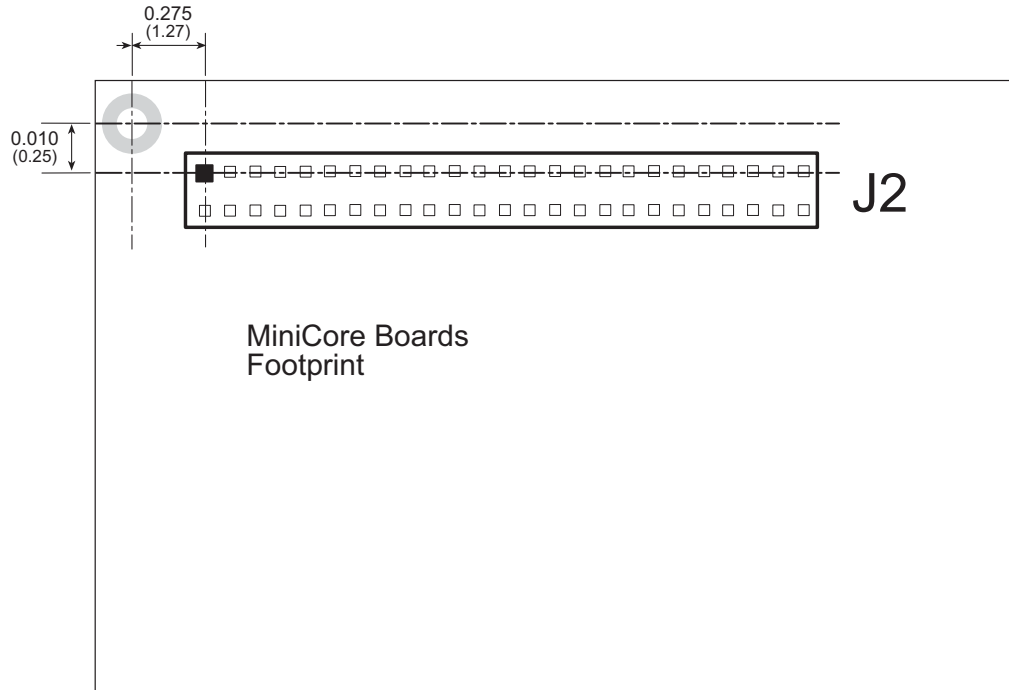 0.275
(1.27)
0.010
(0.25)
J2
MiniCore Boards
Footprint